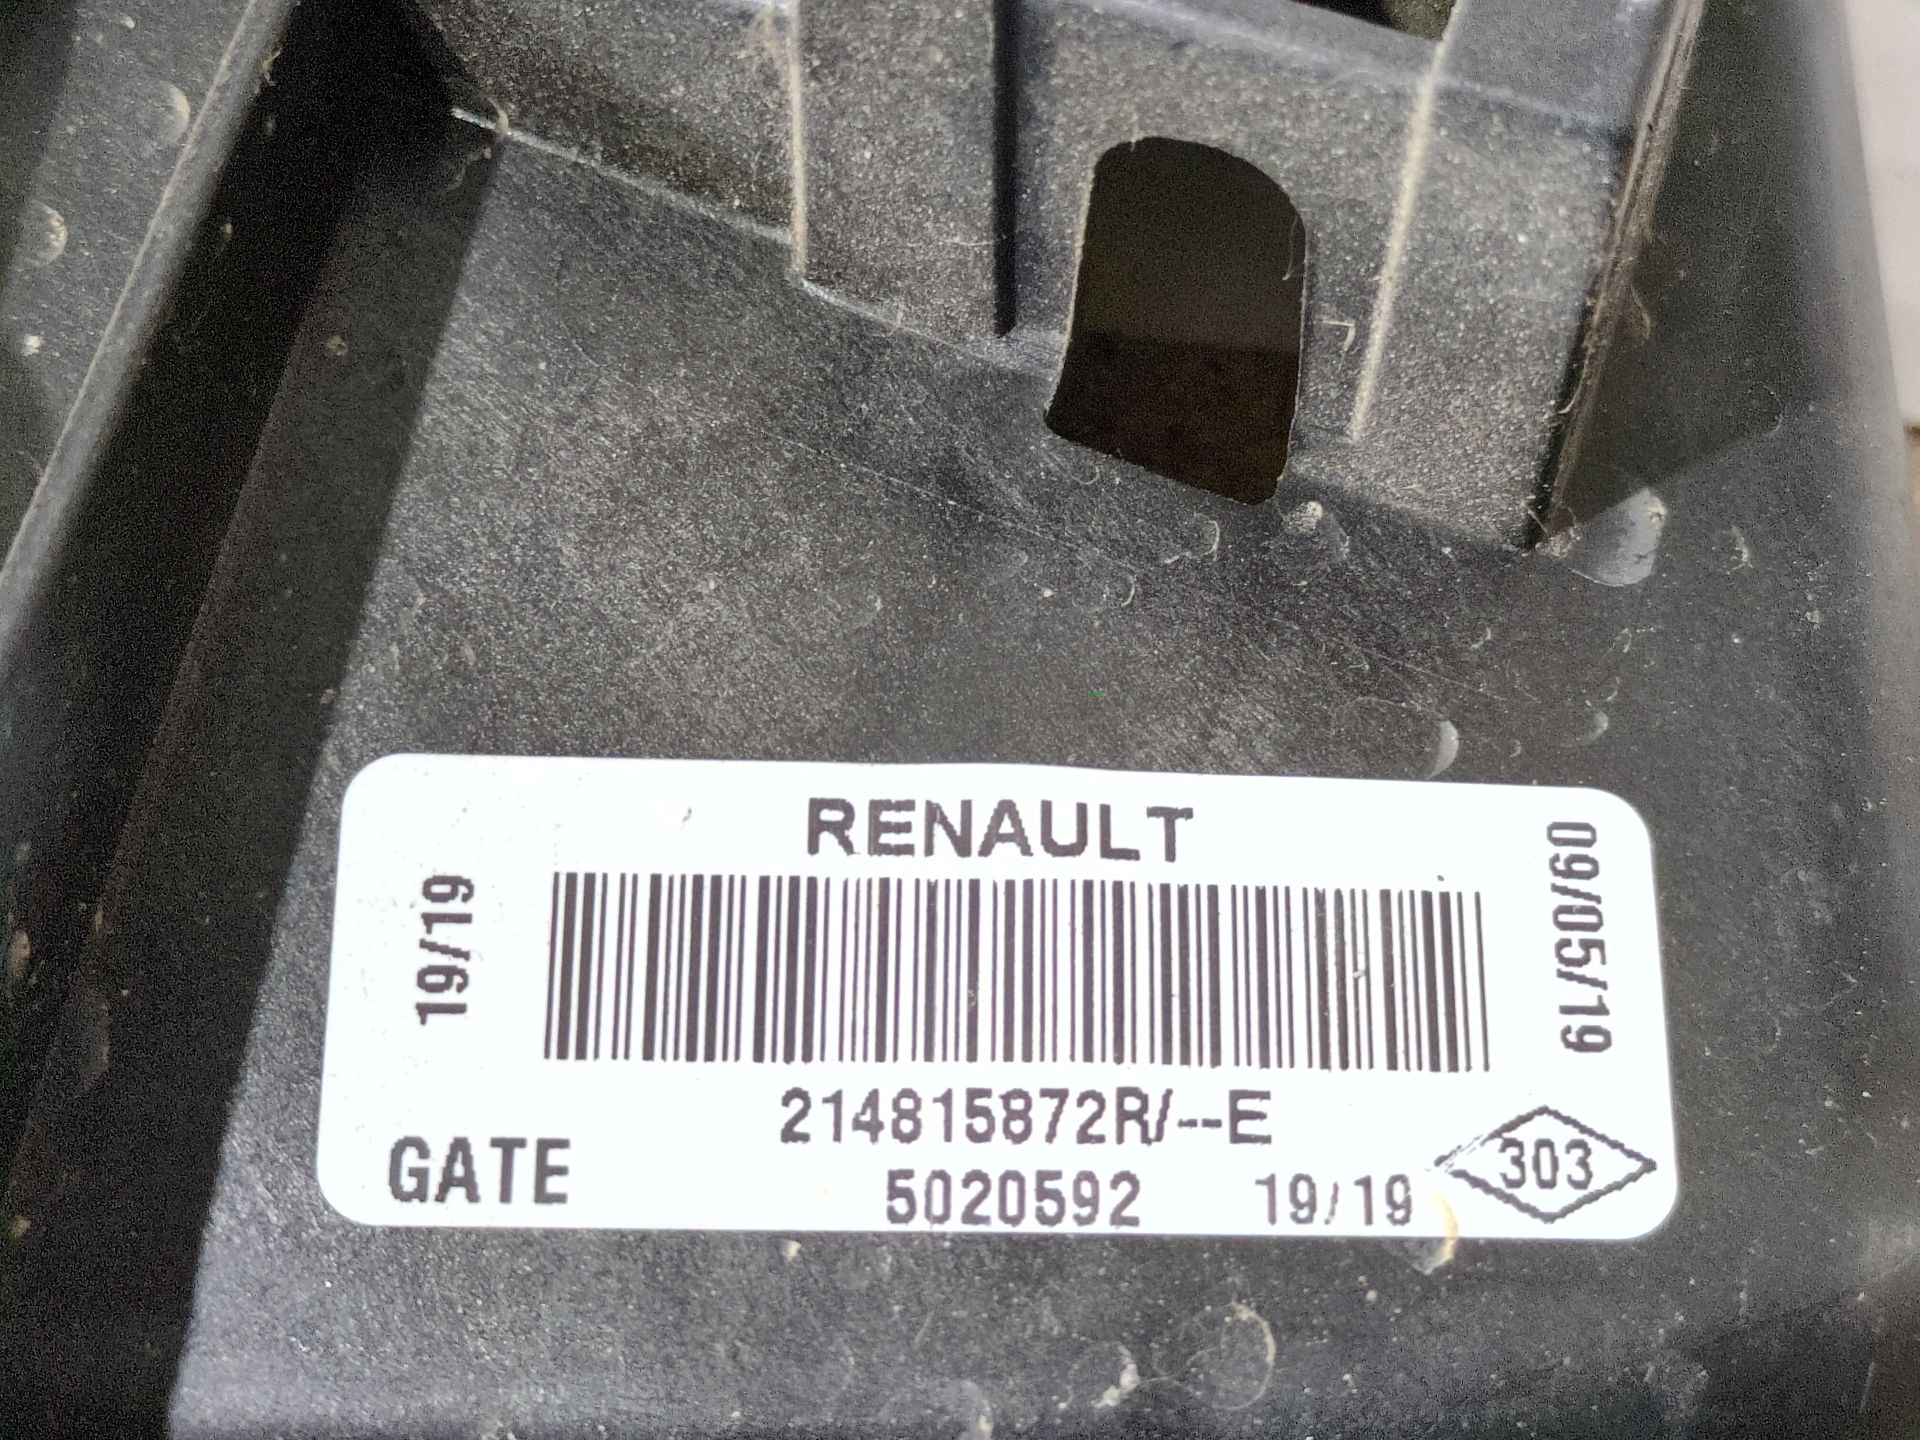 RENAULT
19/19
09/05/19
214815872R/--E
GATE
5020592 19/19
303